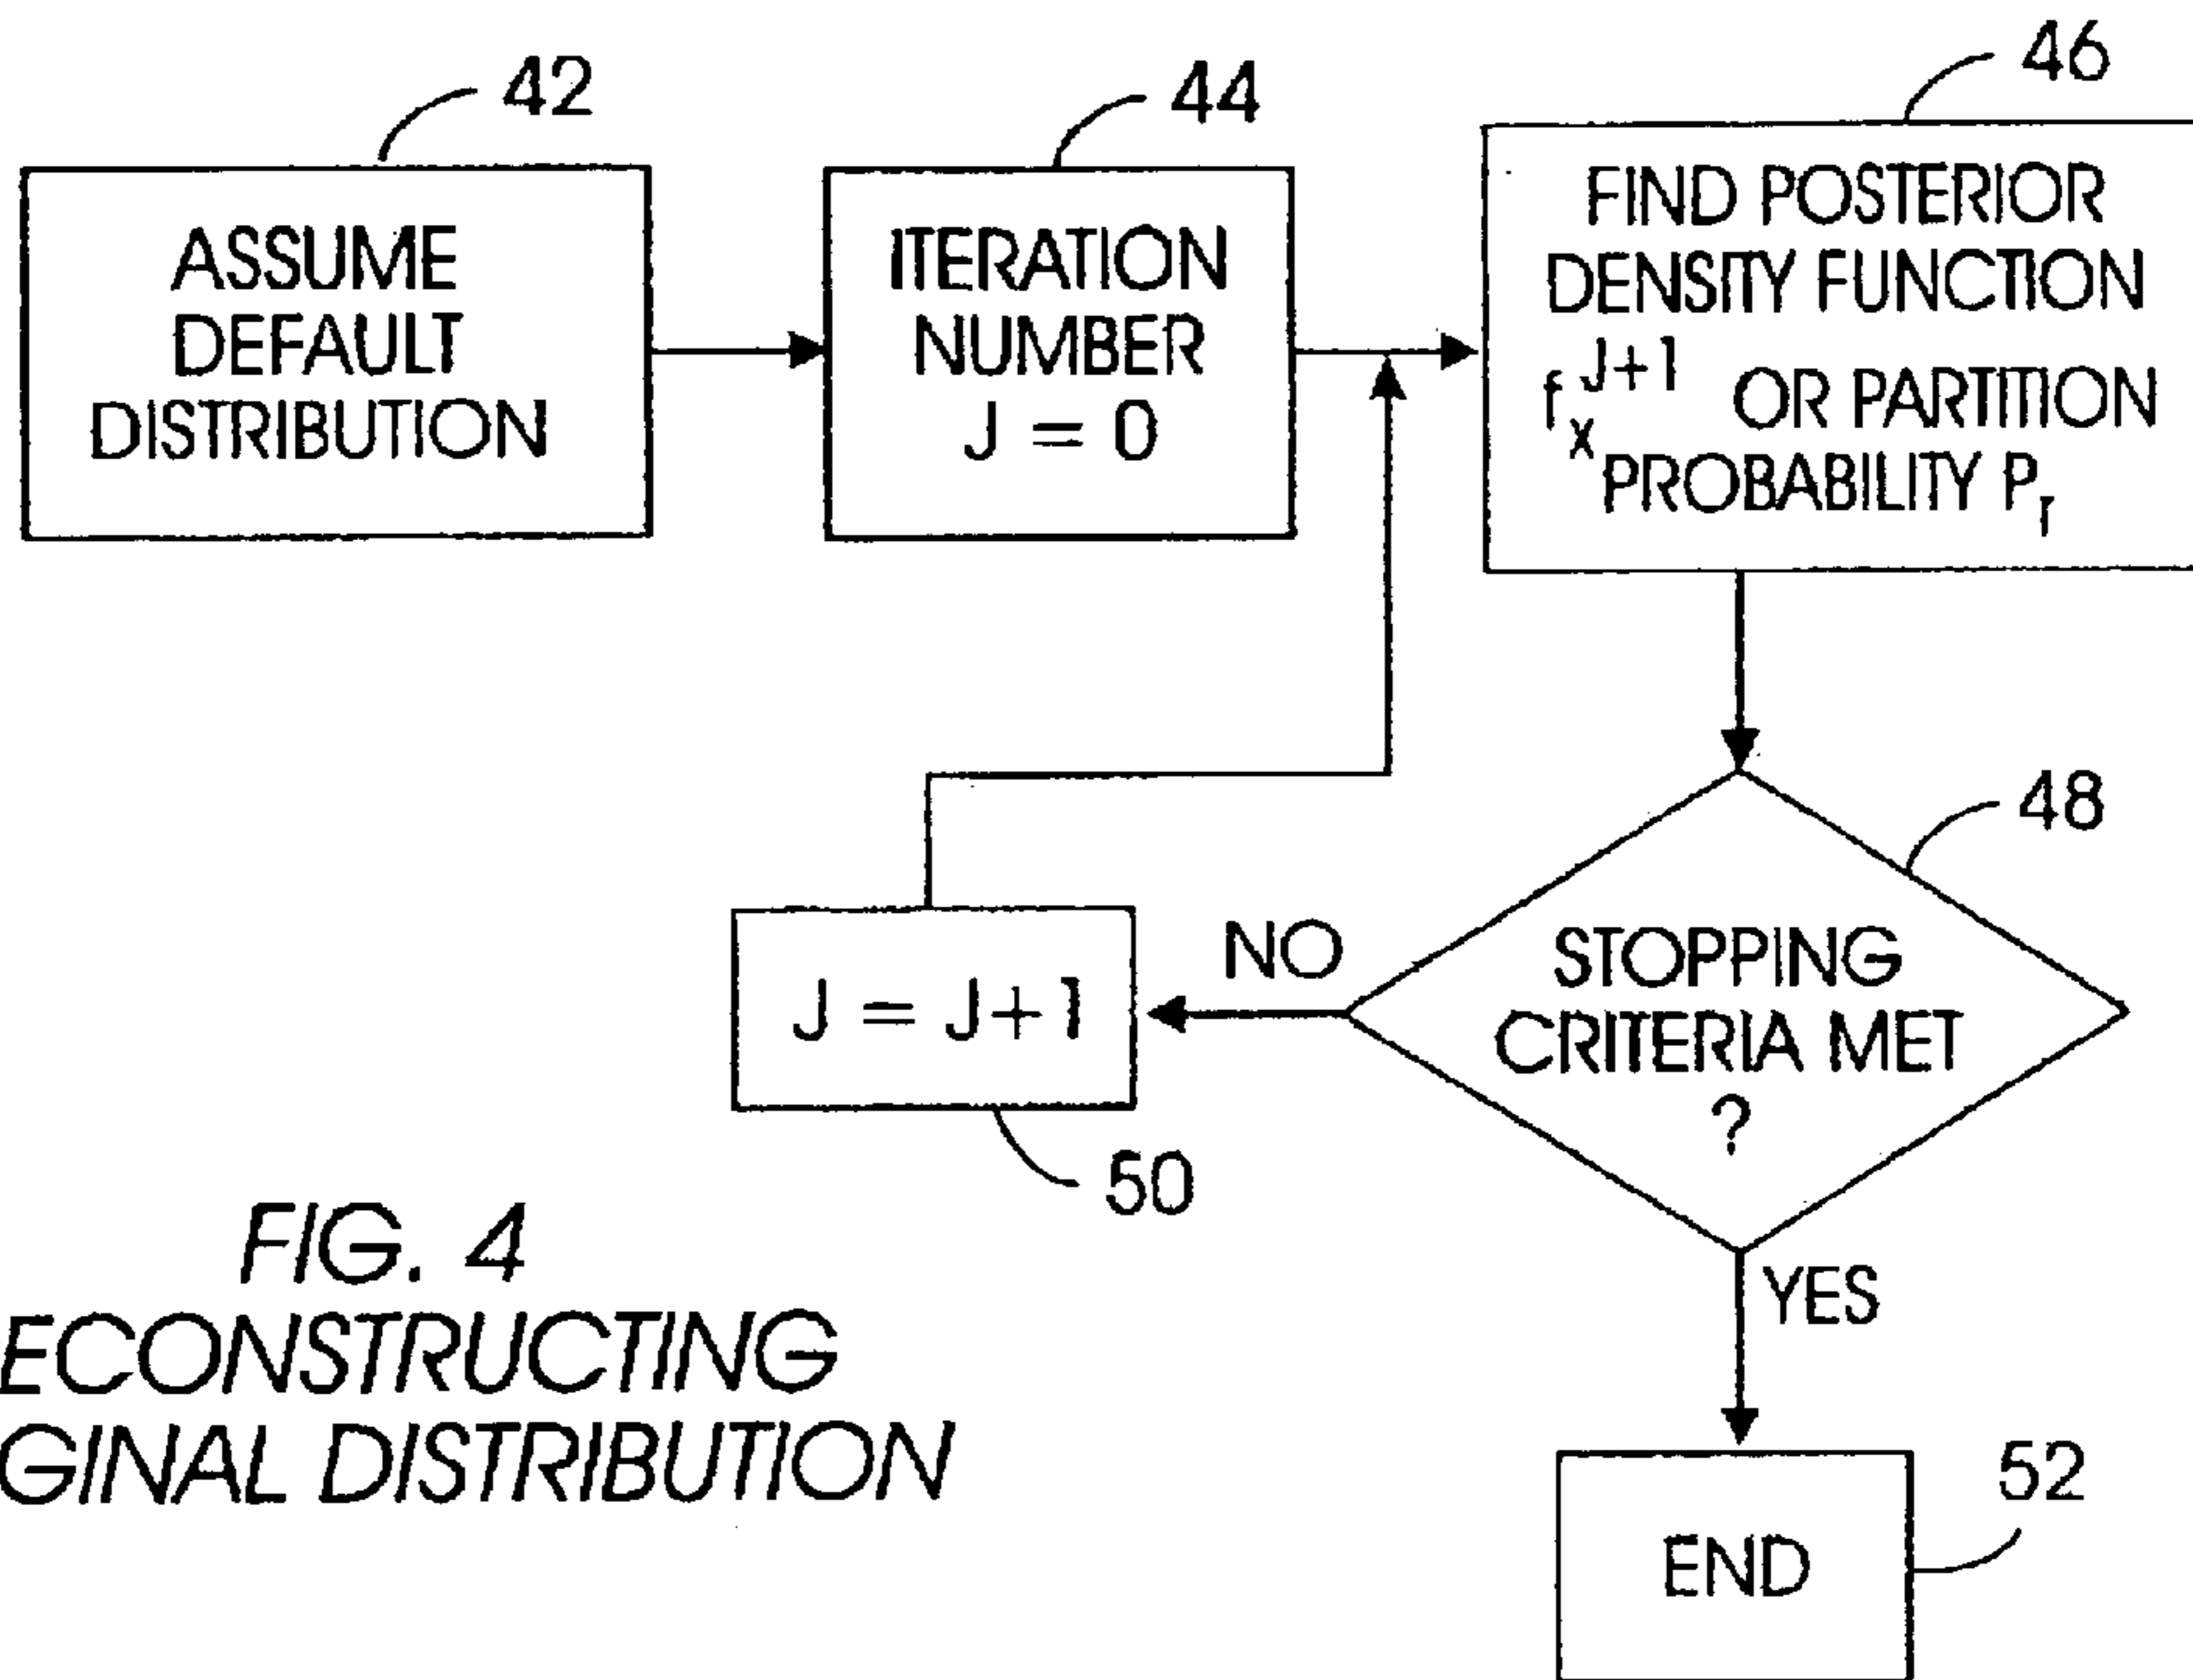 42
ASSUME
DEFAULT
DISTRIBUTION
44
ITERATION
NUMBER
J = 0
46
FIND POSTERIOR
DENSITY FUNCTION
f_x^{J+1} OR PARTITION
PROBABILITY P_I
48
STOPPING
CRITERIA MET
?
NO
J = J+1
50
YES
52
END
FIG. 4
ECONSTRUCTING
GINAL DISTRIBUTION